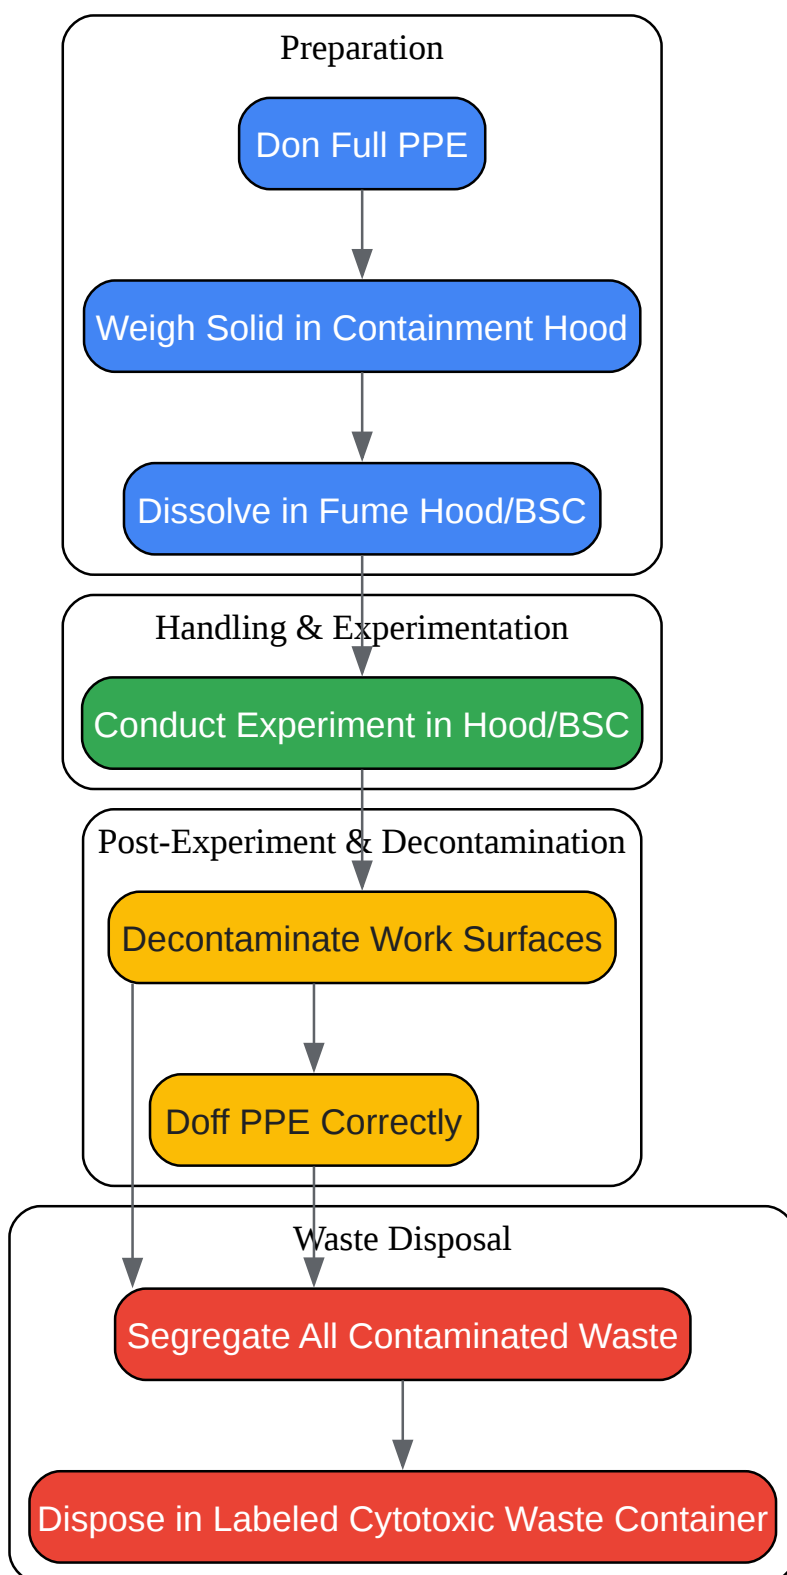 Preparation
Don Full PPE
Weigh Solid in Containment Hood
Dissolve in Fume Hood/BSC
Handling & Experimentation
Conduct Experiment in Hood/BSC
Post-Experiment & Decontamination
Decontaminate Work Surfaces
Doff PPE Correctly
Waste Disposal
Segregate All Contaminated Waste
Dispose in Labeled Cytotoxic Waste Container